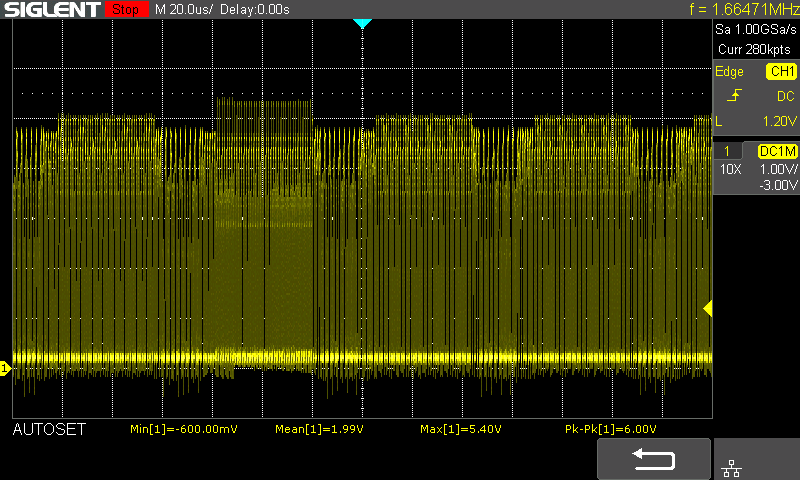 SIGLENT Stop M 20.0us/ Delay:0.00s f = 1.66471MHz
Sa 1.00GSa/s
Curr 280kpts
Edge CH1
DC
L 1.20V
1 DC1M
10X 1.00V/
-3.00V
1
AUTOSET Min[1]=-600.00mV Mean[1]=1.99V Max[1]=5.40V Pk-Pk[1]=6.00V